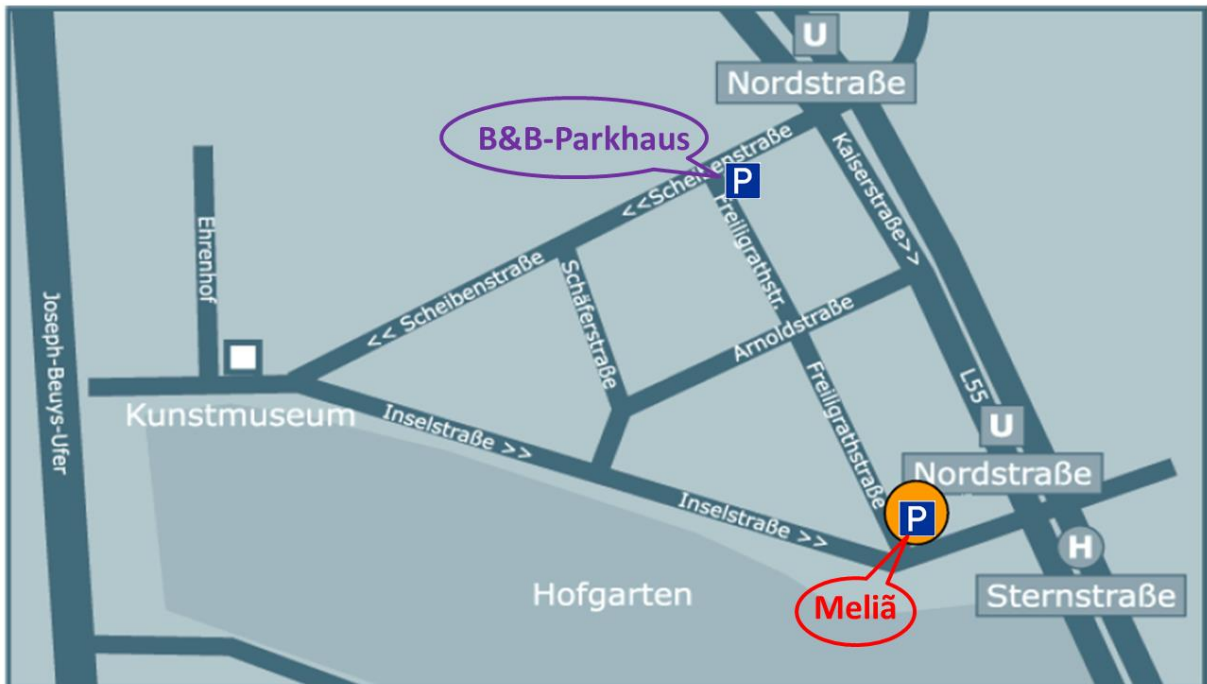 U
Nordstraße
B&B-Parkhaus
P
<<Scheibenstraße
Kaiserstraße>>
Freiligrathstr.
Ehrenhof
<< Scheibenstraße
Schäferstraße
Arnoldstraße
Joseph-Beuys-Ufer
L55
Freiligrathstraße
Kunstmuseum
Inselstraße >>
U
Nordstraße
Inselstraße >>
P
H
Hofgarten
Sternstraße
Meliã